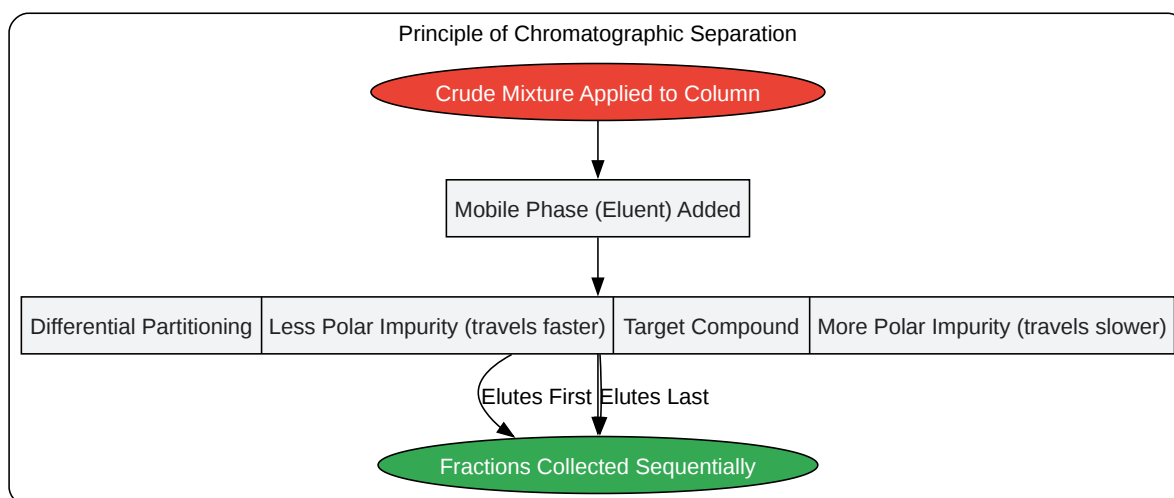 Principle of Chromatographic Separation
Crude Mixture Applied to Column
Mobile Phase (Eluent) Added
Differential Partitioning
Less Polar Impurity (travels faster)
Target Compound
More Polar Impurity (travels slower)
Elutes First
Elutes Last
Fractions Collected Sequentially